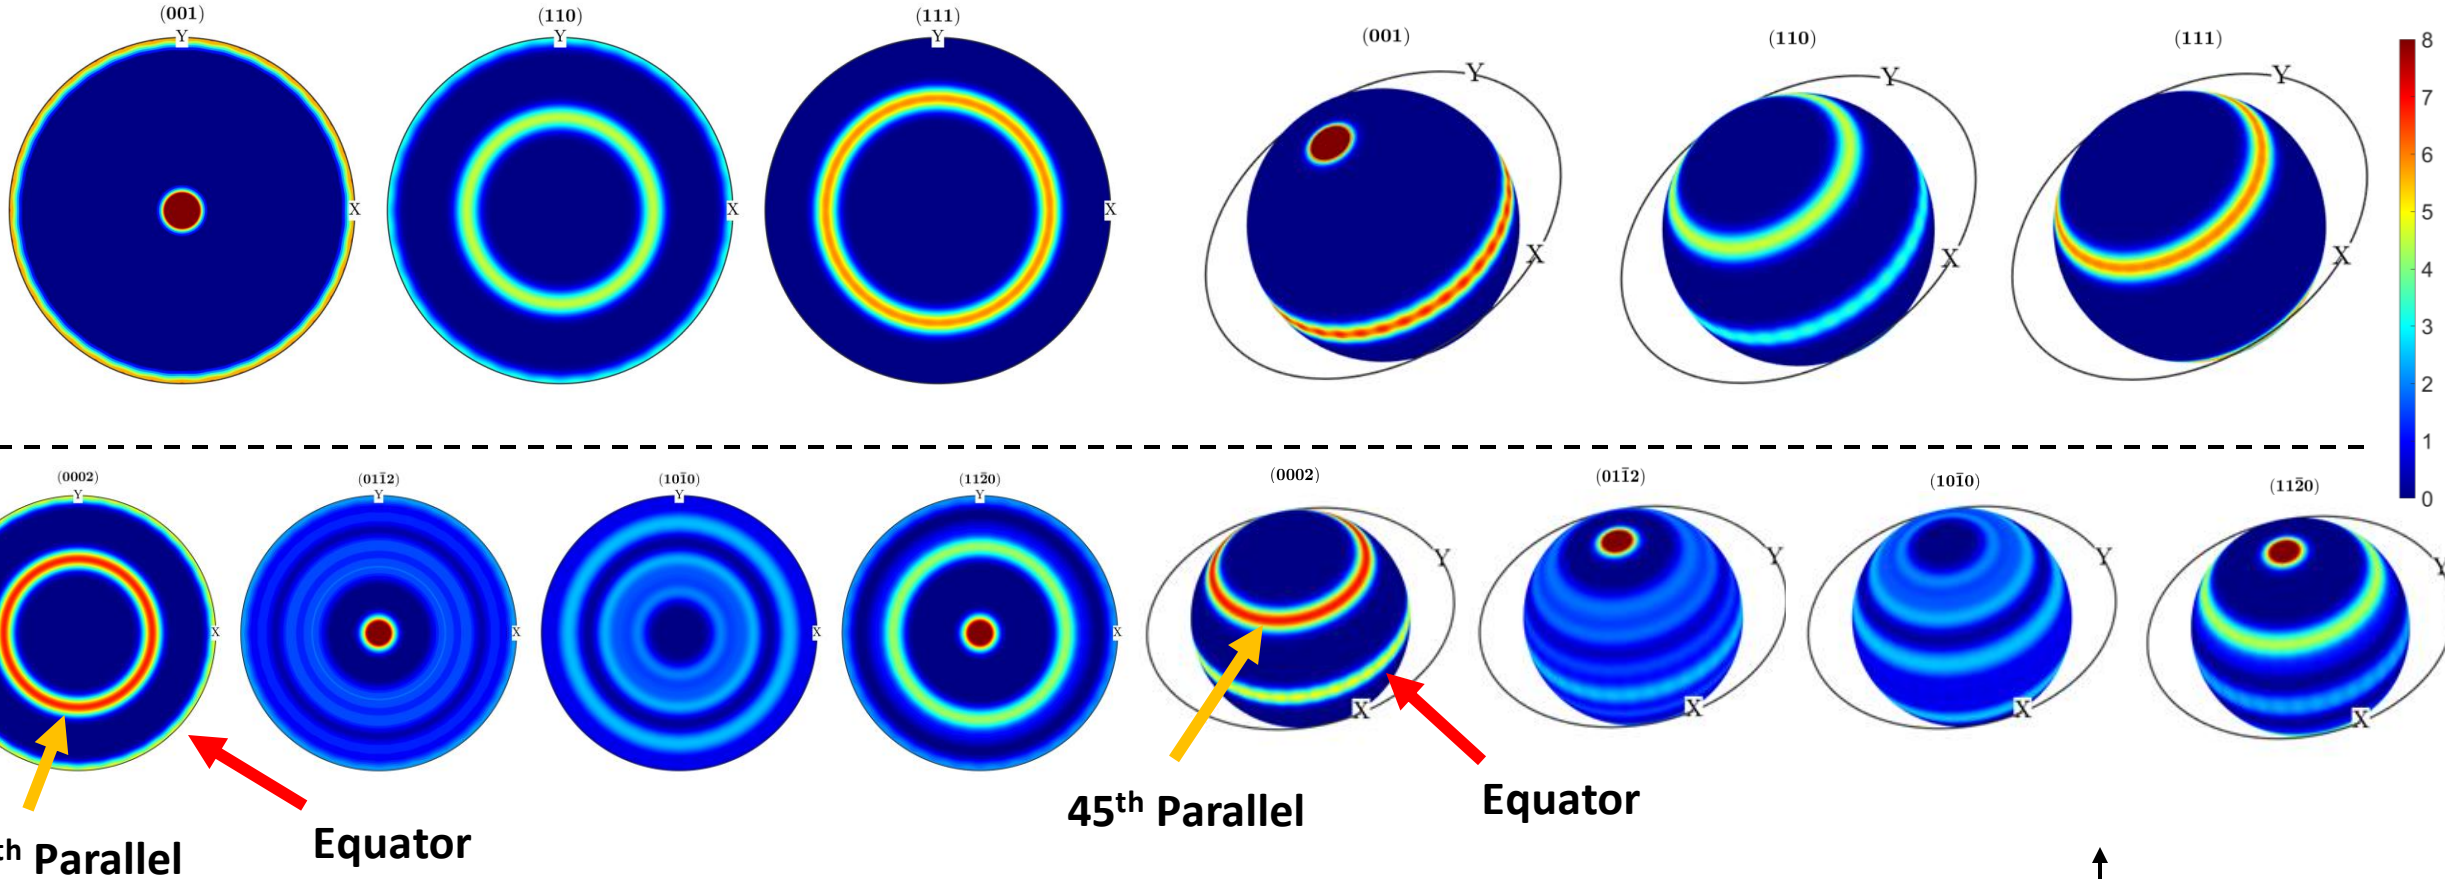 (001) (110) (111) (001) (110) (111)
Y Y Y Y Y Y
X X X X X X
8
7
6
5
4
3
2
1
0
(0002) (011̄2) (101̄0) (112̄0) (0002) (011̄2) (101̄0) (112̄0)
Y Y Y Y Y Y Y Y
X X X X X X X X
45th Parallel
Equator
th Parallel
Equator